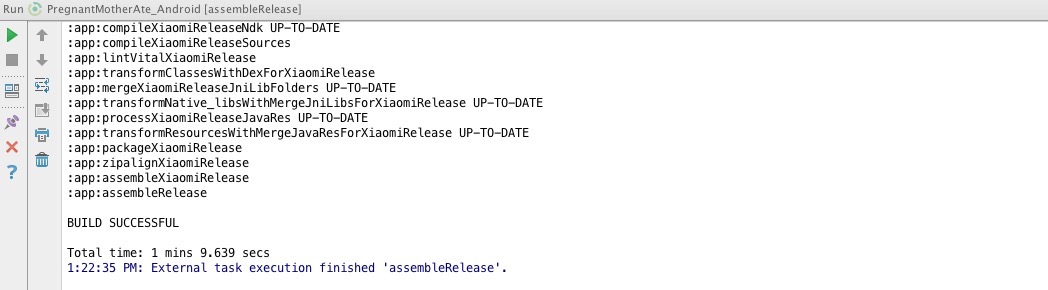 Run PregnantMotherAte_Android [assembleRelease]
:app:compileXiaomiReleaseNdk UP-TO-DATE
:app:compileXiaomiReleaseSources
:app:lintVitalXiaomiRelease
:app:transformClassesWithDexForXiaomiRelease
:app:mergeXiaomiReleaseJniLibFolders UP-TO-DATE
:app:transformNative_libsWithMergeJniLibsForXiaomiRelease UP-TO-DATE
:app:processXiaomiReleaseJavaRes UP-TO-DATE
:app:transformResourcesWithMergeJavaResForXiaomiRelease UP-TO-DATE
:app:packageXiaomiRelease
:app:zipalignXiaomiRelease
:app:assembleXiaomiRelease
:app:assembleRelease
BUILD SUCCESSFUL
Total time: 1 mins 9.639 secs
1:22:35 PM: External task execution finished 'assembleRelease'.